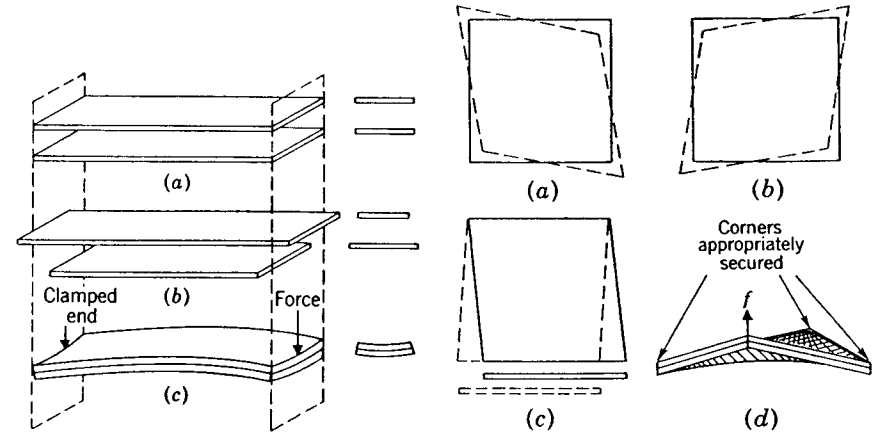 (a)
(b)
Clamped
end
Force
(c)
(a)
(b)
Corners
appropriately
secured
f
(c)
(d)